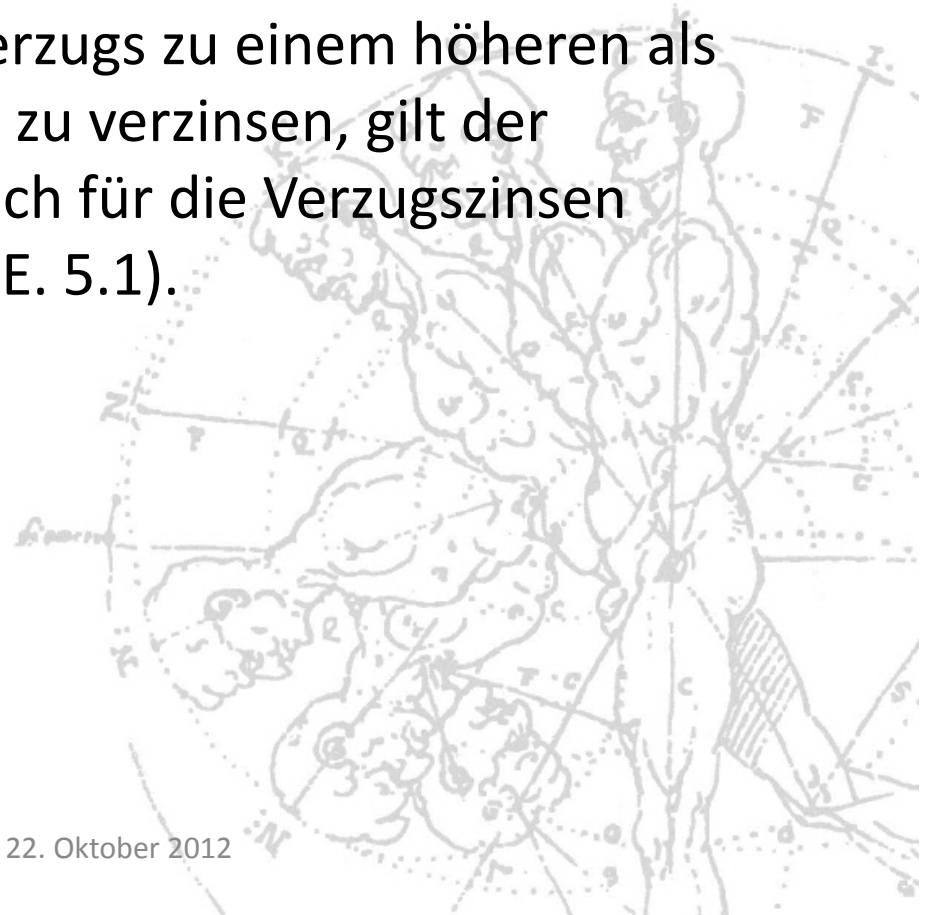 erzugs zu einem höheren als
zu verzinsen, gilt der
ch für die Verzugszinsen
E. 5.1).
22. Oktober 2012